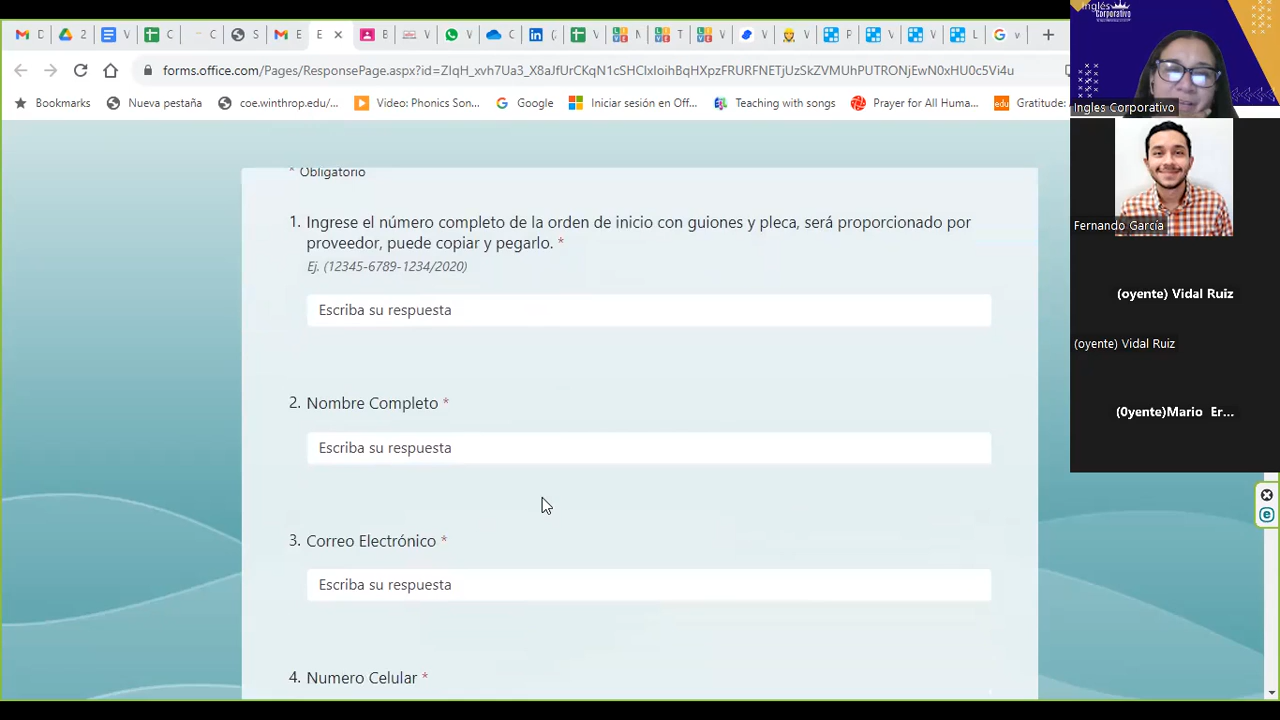 forms.office.com/Pages/ResponsePage.aspx?id=ZIqH_xvh7Uq3_X8aJfUrCKqN1cSHCIxIoihBqHXpzFRURFNETjUzSkZVMUhPUTRONjEwN0xHU0c5Vi4u
Bookmarks
Nueva pestaña
coe.winthrop.edu/...
Video: Phonics Son...
Google
Iniciar sesión en Off...
Teaching with songs
Prayer for All Huma...
Gratitude:
* Obligatorio
1. Ingrese el número completo de la orden de inicio con guiones y pleca, será proporcionado por
proveedor, puede copiar y pegarlo. *
Ej. (12345-6789-1234/2020)
Escriba su respuesta
2. Nombre Completo *
Escriba su respuesta
3. Correo Electrónico *
Escriba su respuesta
4. Numero Celular *
Inglés
Corporativo
Ingles Corporativo
Fernando García
(oyente) Vidal Ruiz
(oyente) Vidal Ruiz
(0yente)Mario Er...